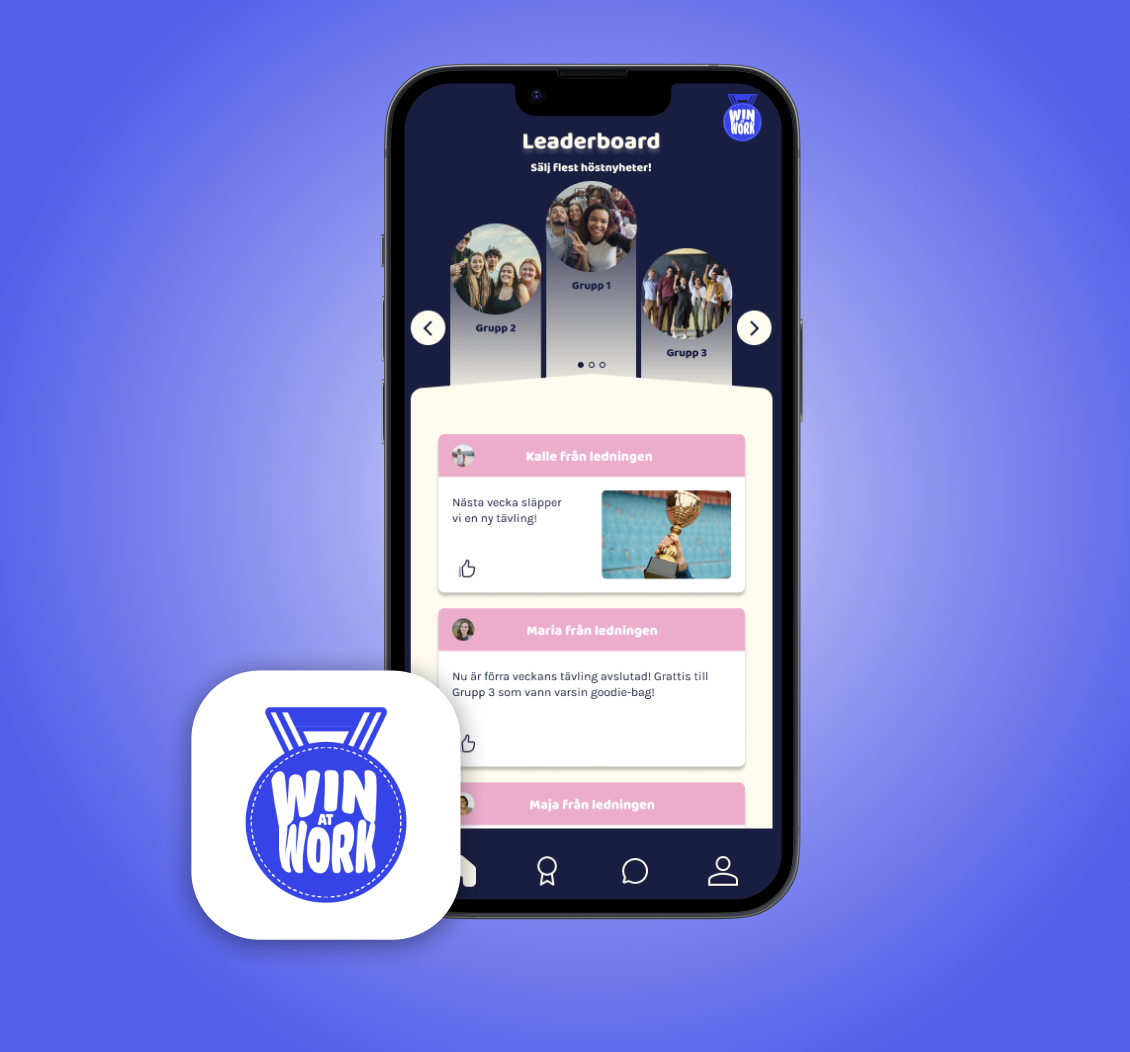 WIN
AT
WORK
Leaderboard
Sälj flest höstnyheter!
Grupp 1
Grupp 2
Grupp 3
Kalle från ledningen
Nästa vecka släpper
vi en ny tävling!
Maria från ledningen
Nu är förra veckans tävling avslutad! Grattis till
Grupp 3 som vann varsin goodie-bag!
Maja från ledningen
WIN
AT
WORK